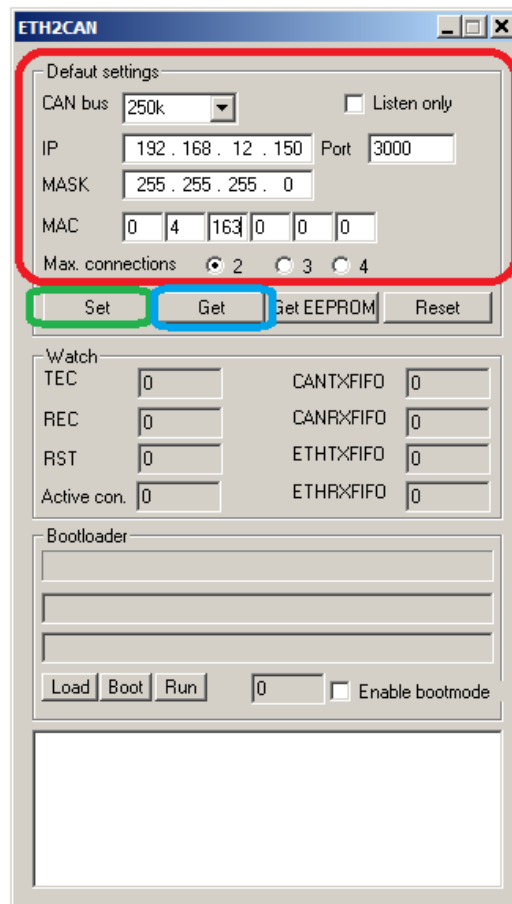 ETH2CAN
Defaut settings
CAN bus 250k Listen only
IP 192 . 168 . 12 . 150 Port 3000
MASK 255 . 255 . 255 . 0
MAC 0 4 163 0 0 0
Max. connections 2 3 4
Set Get Get EEPROM Reset
Watch
TEC 0 CANTXFIFO 0
REC 0 CANRXFIFO 0
RST 0 ETHTXFIFO 0
Active con. 0 ETHRXFIFO 0
Bootloader
Load Boot Run 0 Enable bootmode